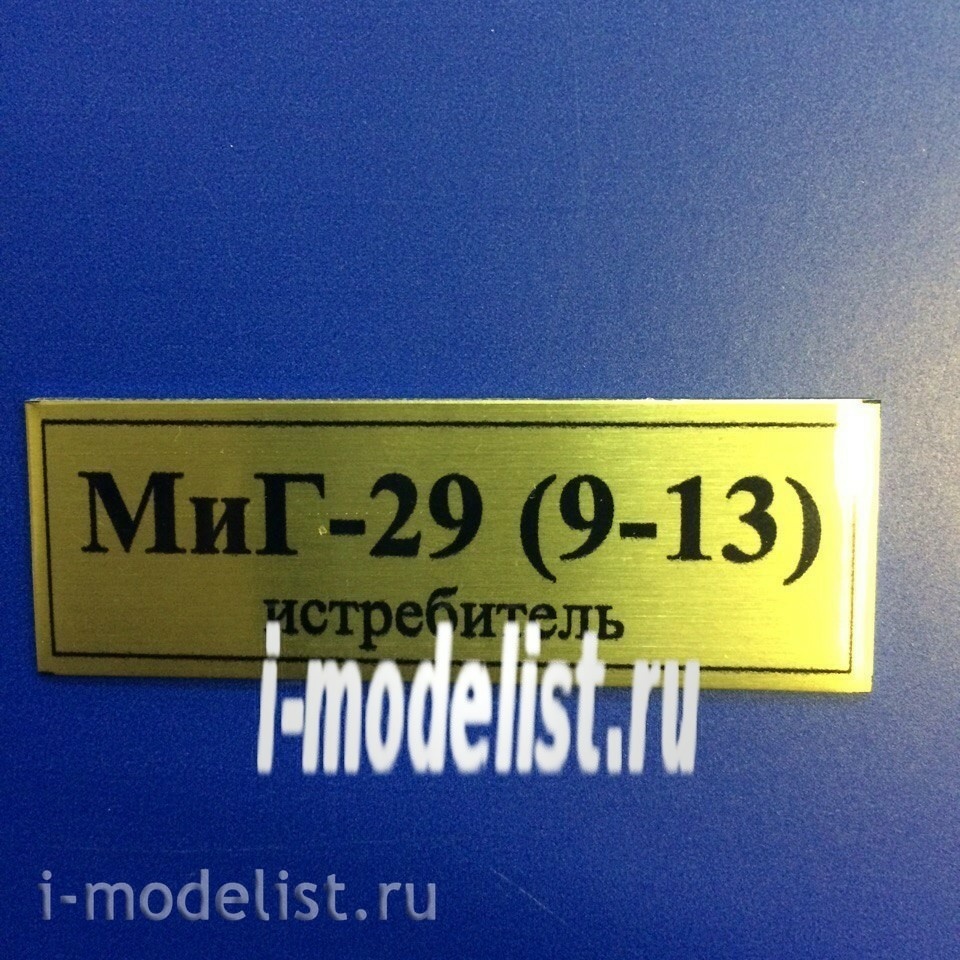 МиГ-29 (9-13)
истребитель
i-modelist.ru
i-modelist.ru